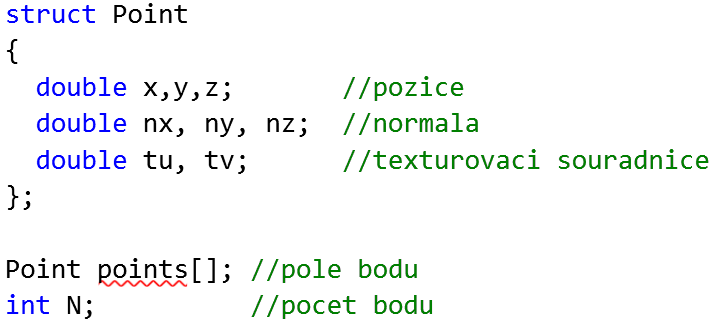 struct Point
{
double x,y,z; //pozice
double nx, ny, nz; //normala
double tu, tv; //texturovaci souradnice
};
Point points[]; //pole bodu
int N; //pocet bodu